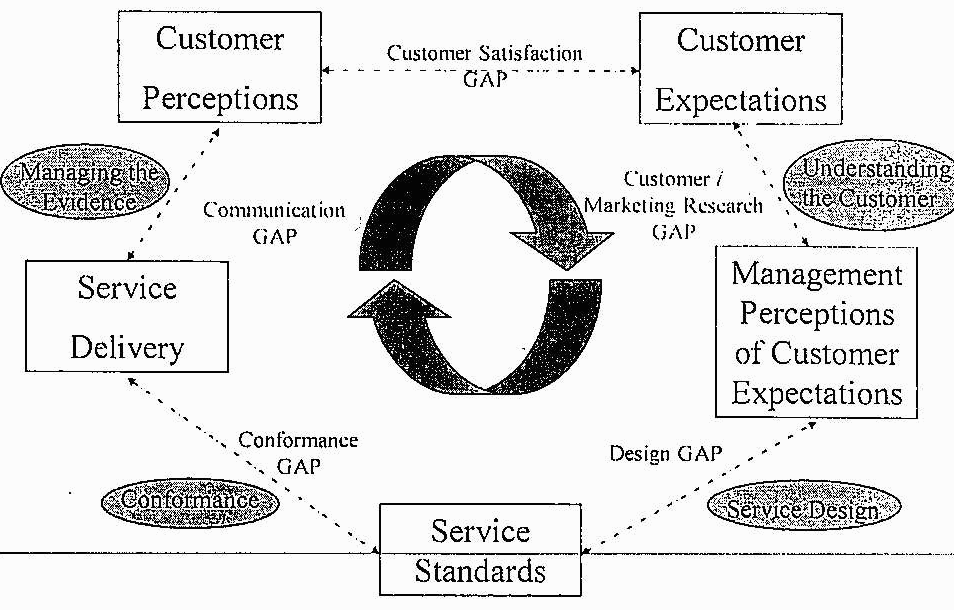 Customer
Perceptions
Customer Satisfaction
GAP
Customer
Expectations
Managing the
Evidence
Communication
GAP
Customer /
Marketing Research
GAP
Understanding
the Customer
Service
Delivery
Management
Perceptions
of Customer
Expectations
Conformance
GAP
Design GAP
Conformance
Service Design
Service
Standards